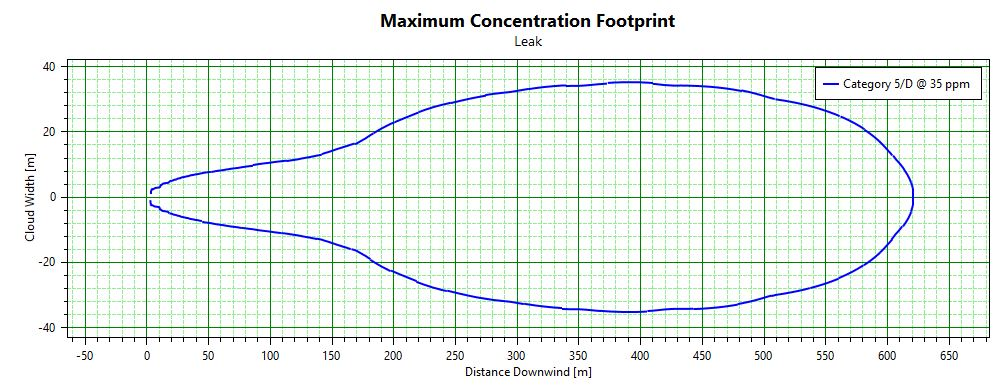 Maximum Concentration Footprint
Leak
Category 5/D @ 35 ppm
Cloud Width [m]
40
20
0
-20
-40
-50 0 50 100 150 200 250 300 350 400 450 500 550 600 650
Distance Downwind [m]